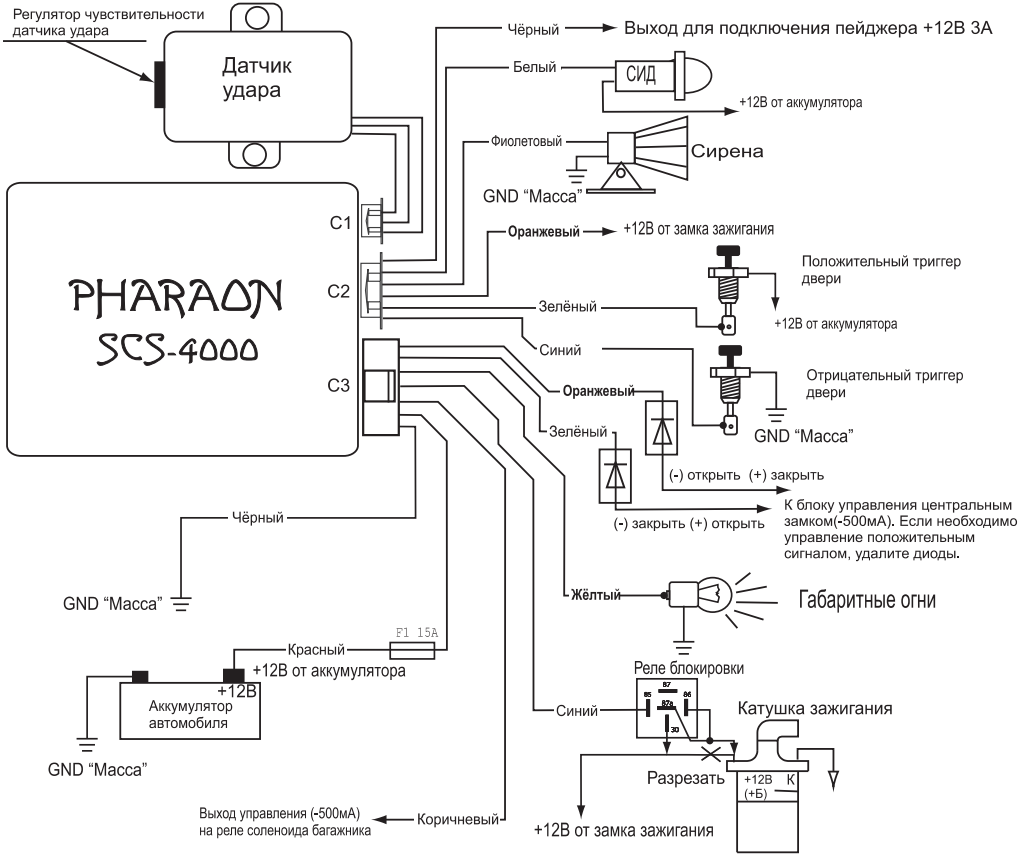 Регулятор чувствительности
датчика удара
Датчик
удара
Чёрный
Выход для подключения пейджера +12В 3А
Белый
СИД
+12В от аккумулятора
Фиолетовый
Сирена
GND “Масса”
Оранжевый
+12В от замка зажигания
C1
C2
C3
PHARAON
SCS-4000
Положительный триггер
двери
+12В от аккумулятора
Зелёный
Синий
Отрицательный триггер
двери
GND “Масса”
Оранжевый
Зелёный
(-) открыть (+) закрыть
(-) закрыть (+) открыть
К блоку управления центральным
замком(-500мА). Если необходимо
управление положительным
сигналом, удалите диоды.
Чёрный
GND “Масса”
Жёлтый
Габаритные огни
F1 15A
Красный
+12В от аккумулятора
+12В
Аккумулятор
автомобиля
GND “Масса”
Реле блокировки
87
85
86
87а
30
Синий
Катушка зажигания
Разрезать
+12В К
(+Б)
+12В от замка зажигания
Выход управления (-500мА)
на реле соленоида багажника
Коричневый